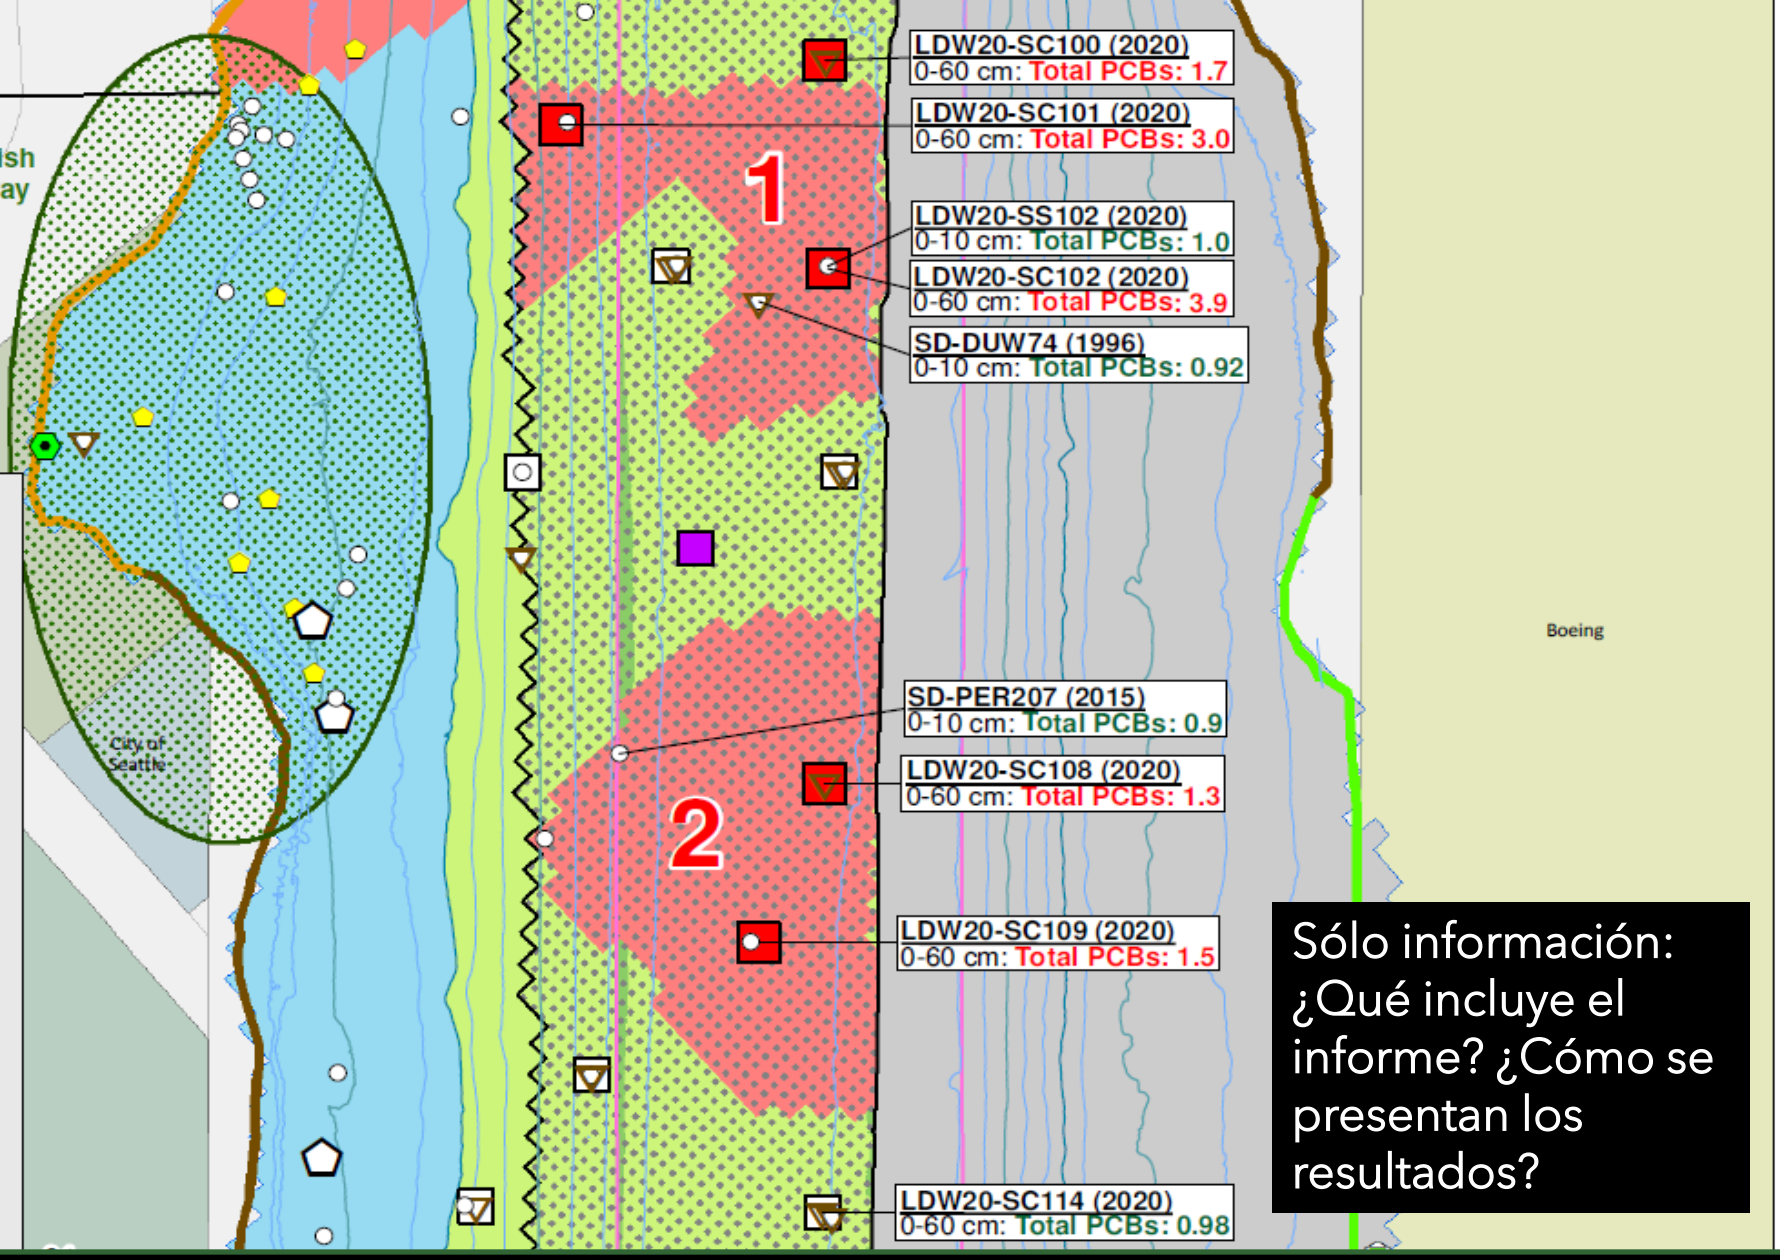 LDW20-SC100 (2020)
0-60 cm: Total PCBs: 1.7
LDW20-SC101 (2020)
0-60 cm: Total PCBs: 3.0
ish
ay
1
LDW20-SS102 (2020)
0-10 cm: Total PCBs: 1.0
LDW20-SC102 (2020)
0-60 cm: Total PCBs: 3.9
SD-DUW74 (1996)
0-10 cm: Total PCBs: 0.92
Boeing
SD-PER207 (2015)
0-10 cm: Total PCBs: 0.9
City of
Seattle
LDW20-SC108 (2020)
0-60 cm: Total PCBs: 1.3
2
LDW20-SC109 (2020)
0-60 cm: Total PCBs: 1.5
Sólo información:
¿Qué incluye el
informe? ¿Cómo se
presentan los
resultados?
LDW20-SC114 (2020)
0-60 cm: Total PCBs: 0.98